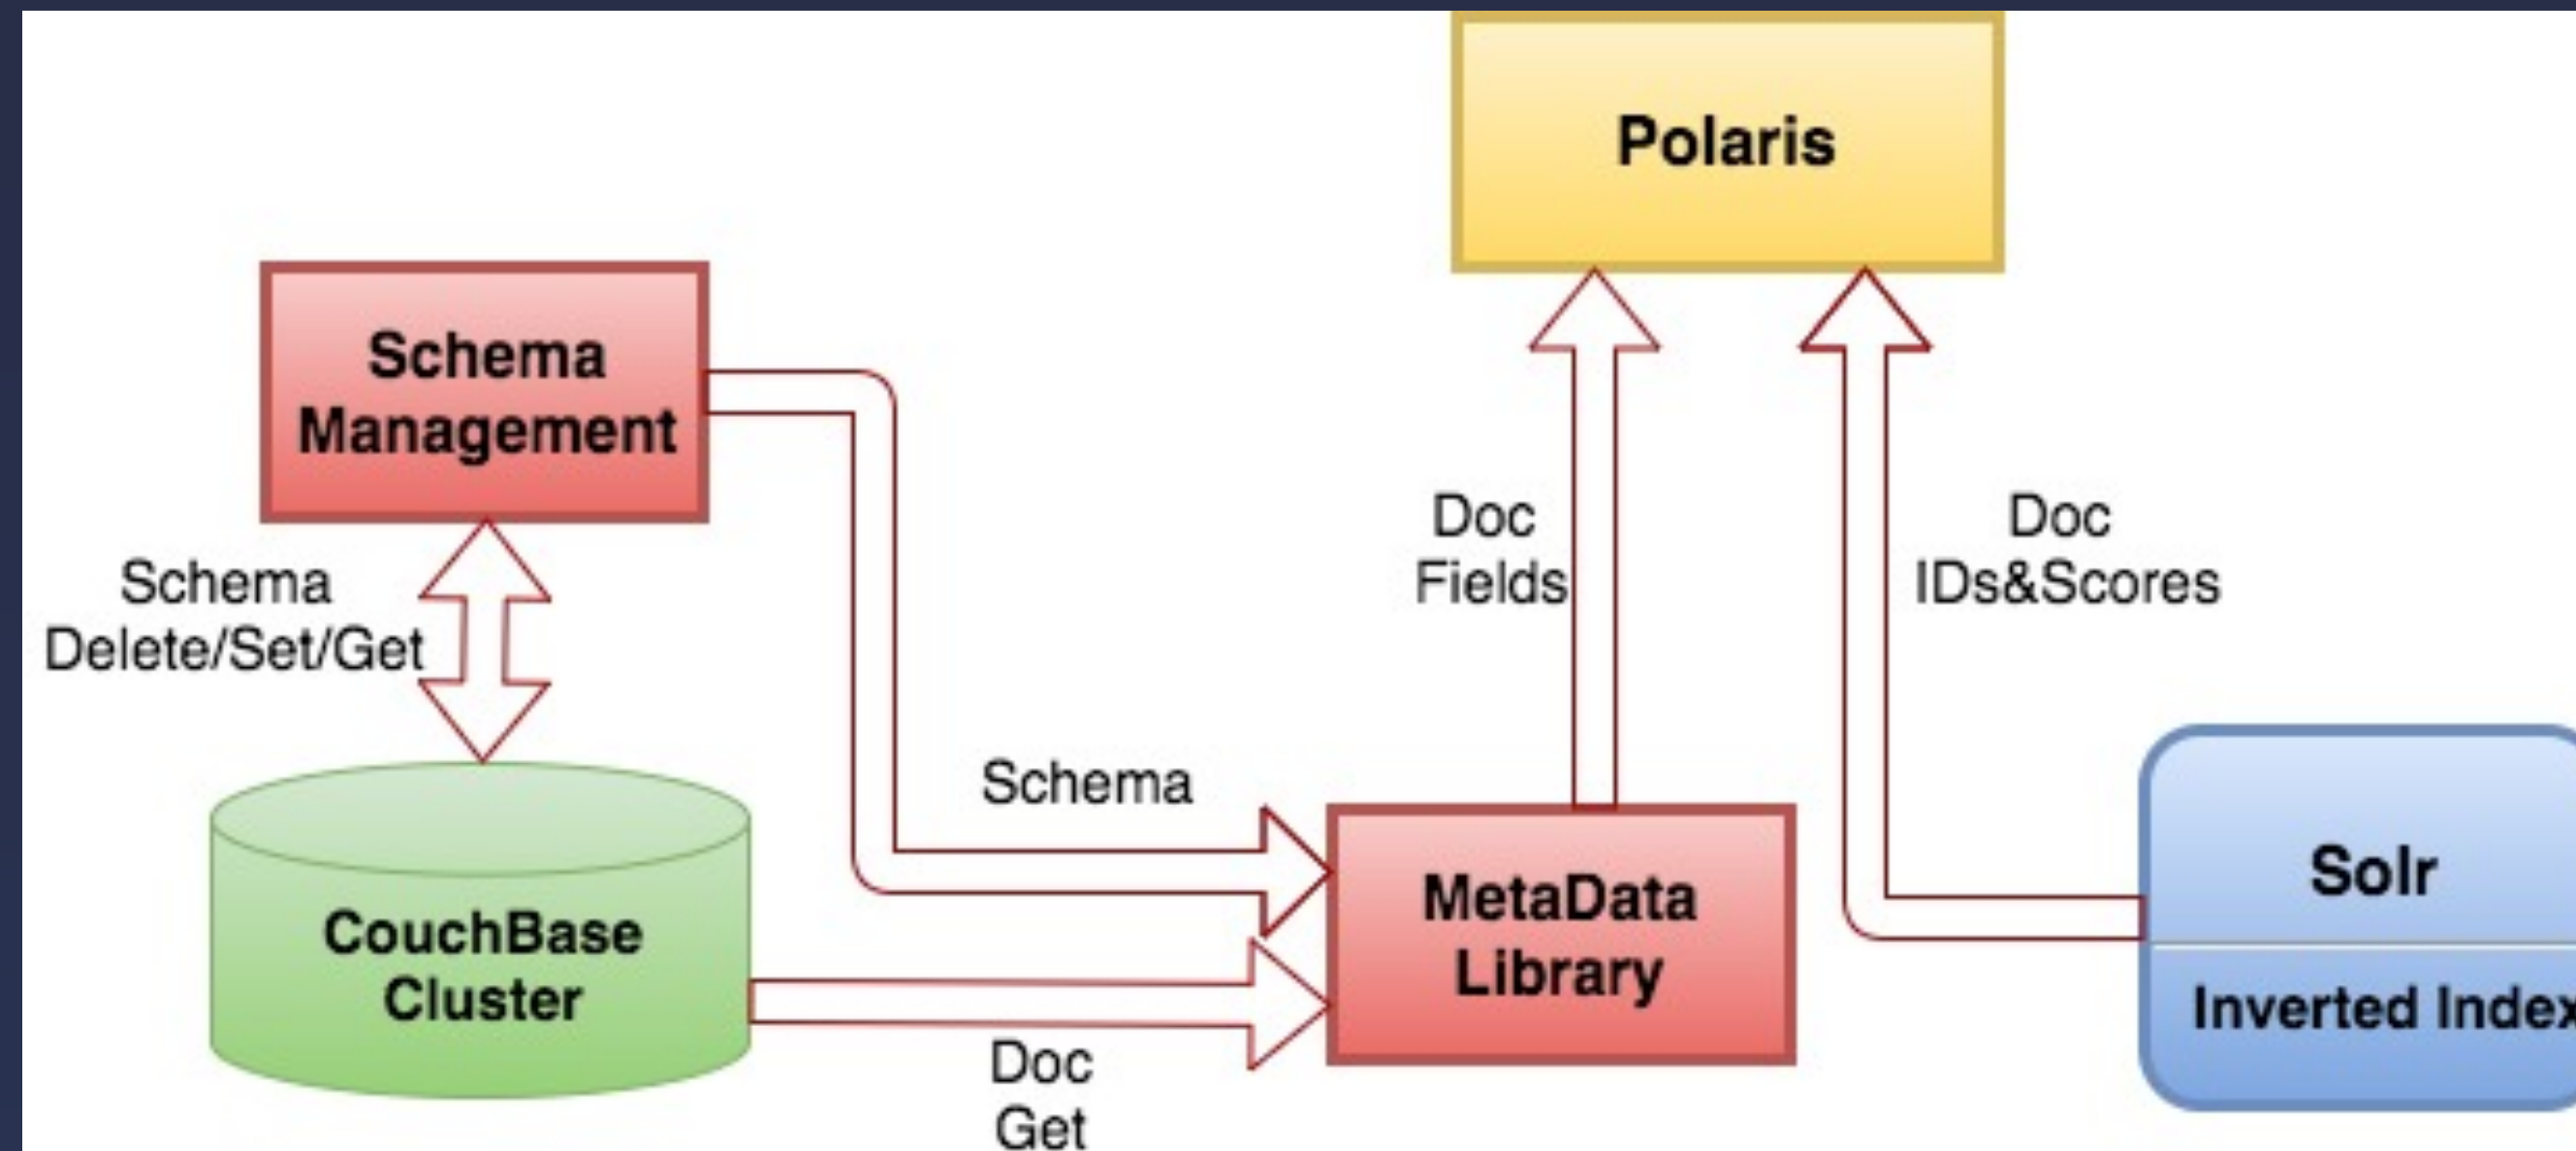 Polaris
Schema
Management
Schema
Delete/Set/Get
Doc
Fields
Doc
IDs&Scores
Schema
CouchBase
Cluster
MetaData
Library
Solr
Inverted Index
Doc
Get